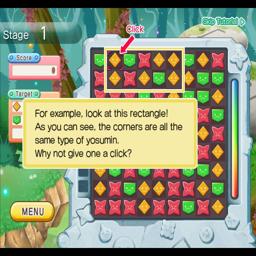 Skip Tutorial
Click
Stage 1
Score
Target
For example, look at this rectangle!
As you can see, the corners are all the
same type of yosumin.
Why not give one a click?
MENU